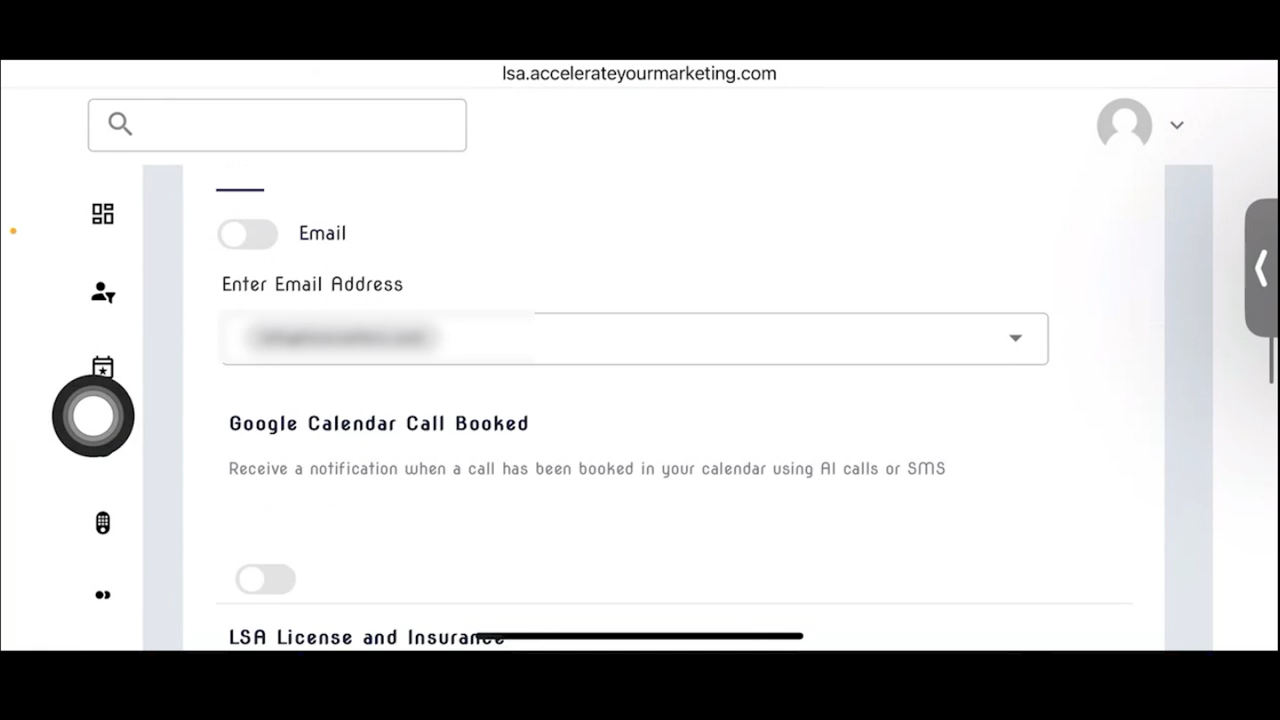 lsa.accelerateyourmarketing.com
Email
Enter Email Address
Google Calendar Call Booked
Receive a notification when a call has been booked in your calendar using AI calls or SMS
LSA License and Insurance